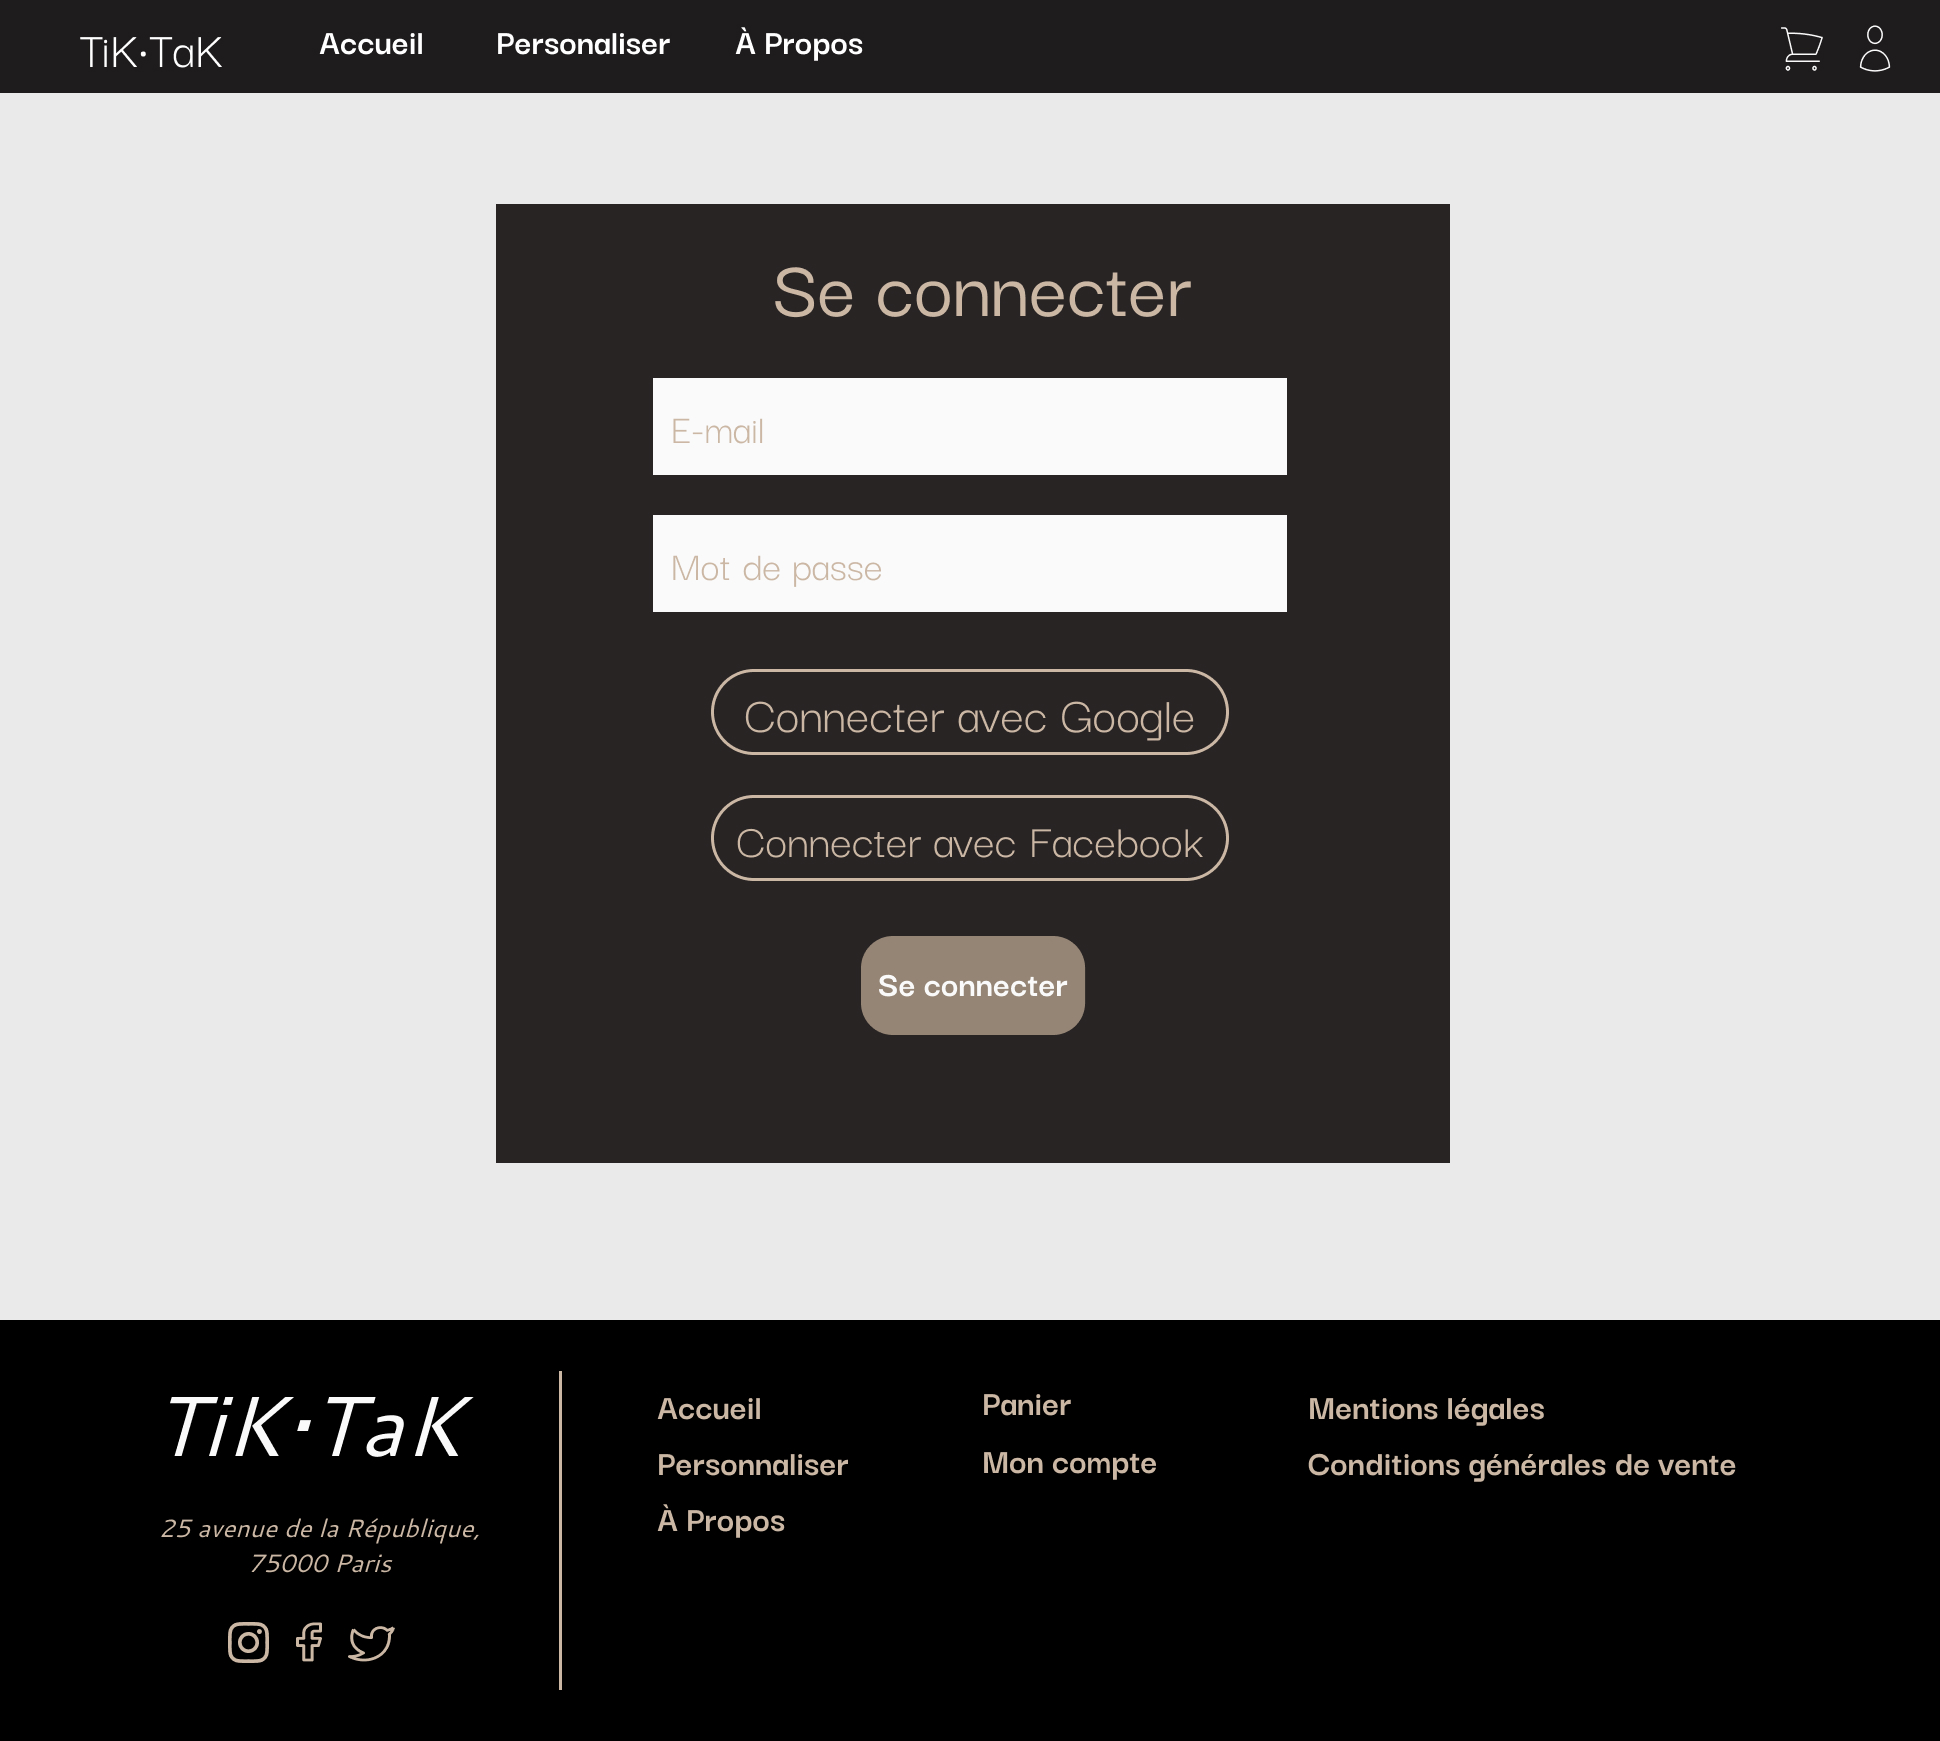 TiK·TaK
Accueil
Personaliser
À Propos
Se connecter
E-mail
Mot de passe
Connecter avec Google
Connecter avec Facebook
Se connecter
TiK·TaK
25 avenue de la République,
75000 Paris
Accueil
Personnaliser
À Propos
Panier
Mon compte
Mentions légales
Conditions générales de vente